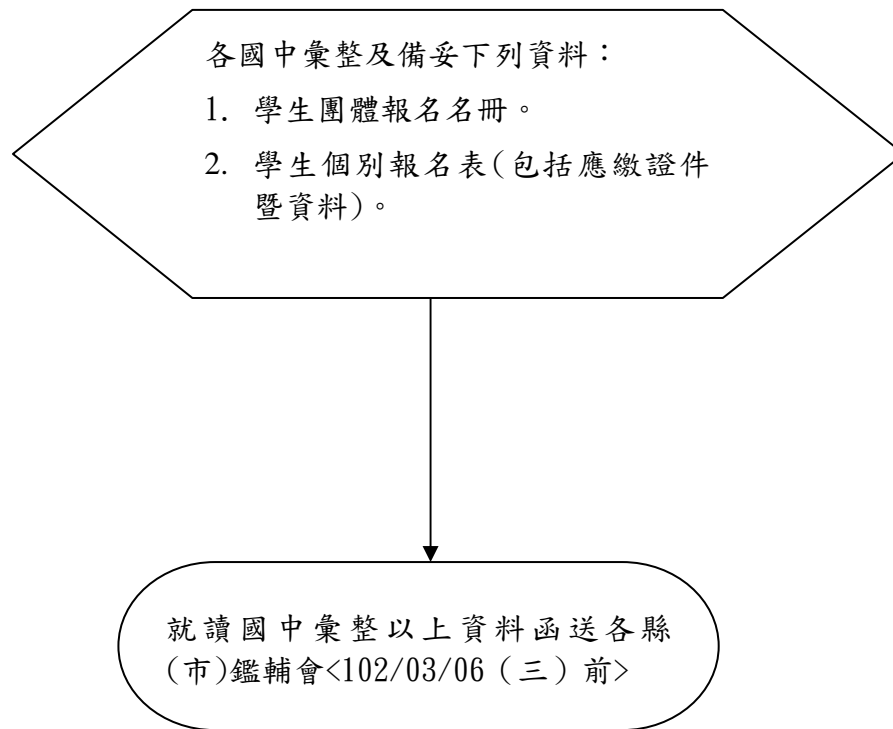 各國中彙整及備妥下列資料：
1. 學生團體報名名冊。
2. 學生個別報名表(包括應繳證件
暨資料)。
就讀國中彙整以上資料函送各縣
(市)鑑輔會<102/03/06（三）前>